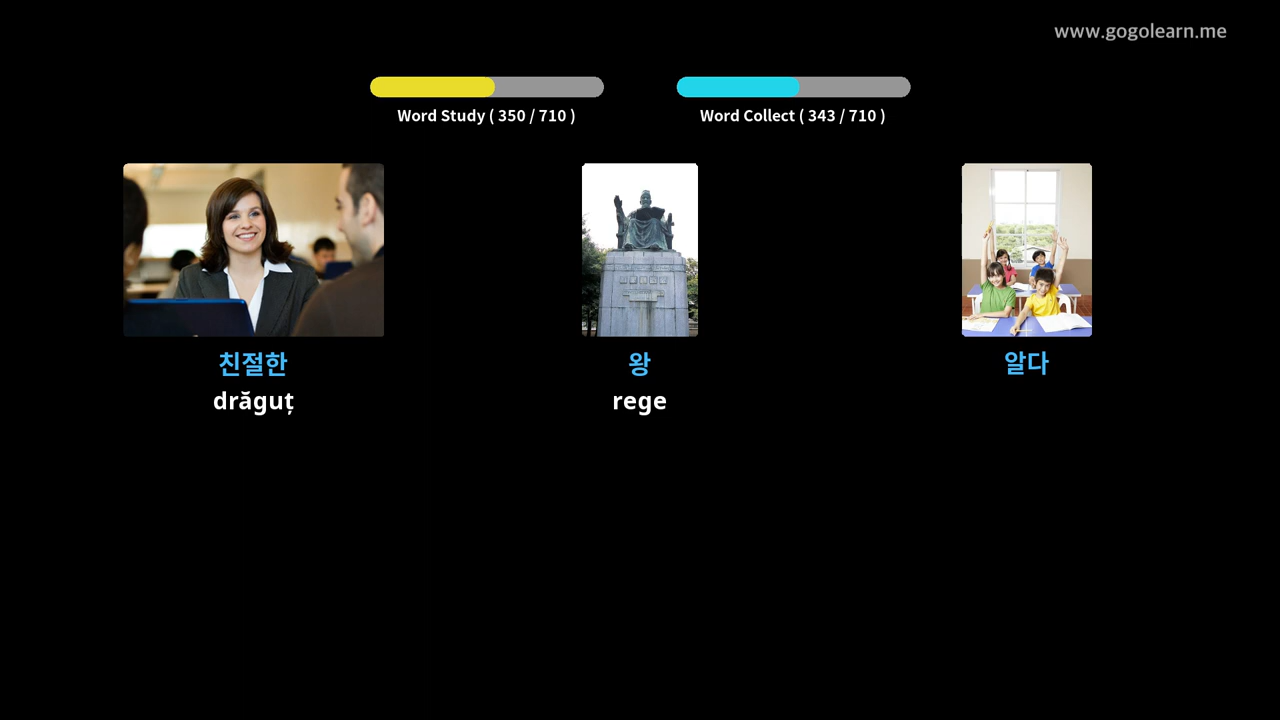 www.gogolearn.me
Word Study ( 350 / 710 )
Word Collect ( 343 / 710 )
친절한
drăguț
왕
rege
알다